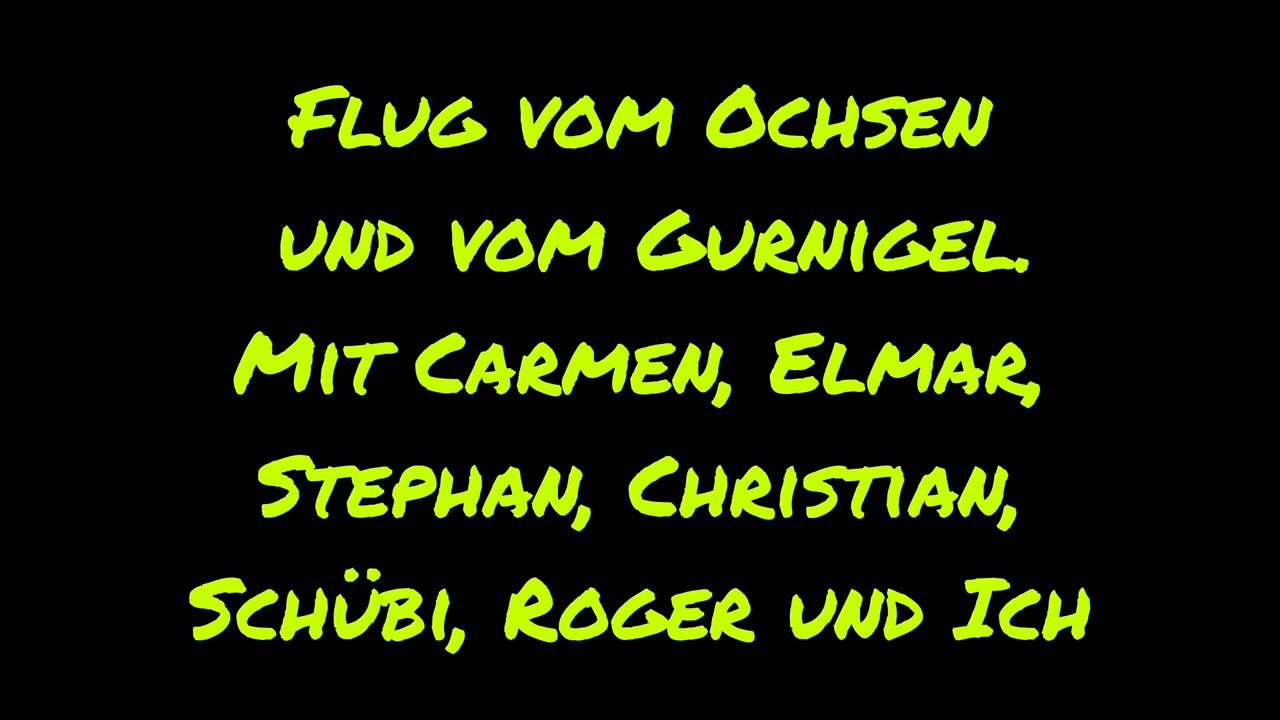 Flug vom Ochsen
und vom Gurnigel.
Mit Carmen, Elmar,
Stephan, Christian,
Schübi, Roger und Ich